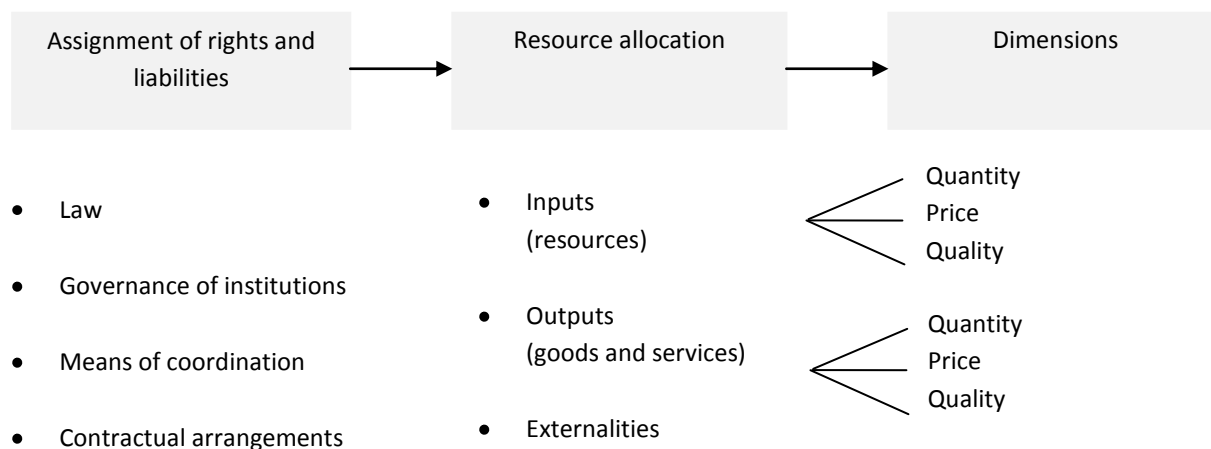 Assignment of rights and
liabilities
Resource allocation
Dimensions
• Law
• Governance of institutions
• Means of coordination
• Contractual arrangements
• Inputs
(resources)
• Outputs
(goods and services)
• Externalities
Quantity
Price
Quality
Quantity
Price
Quality